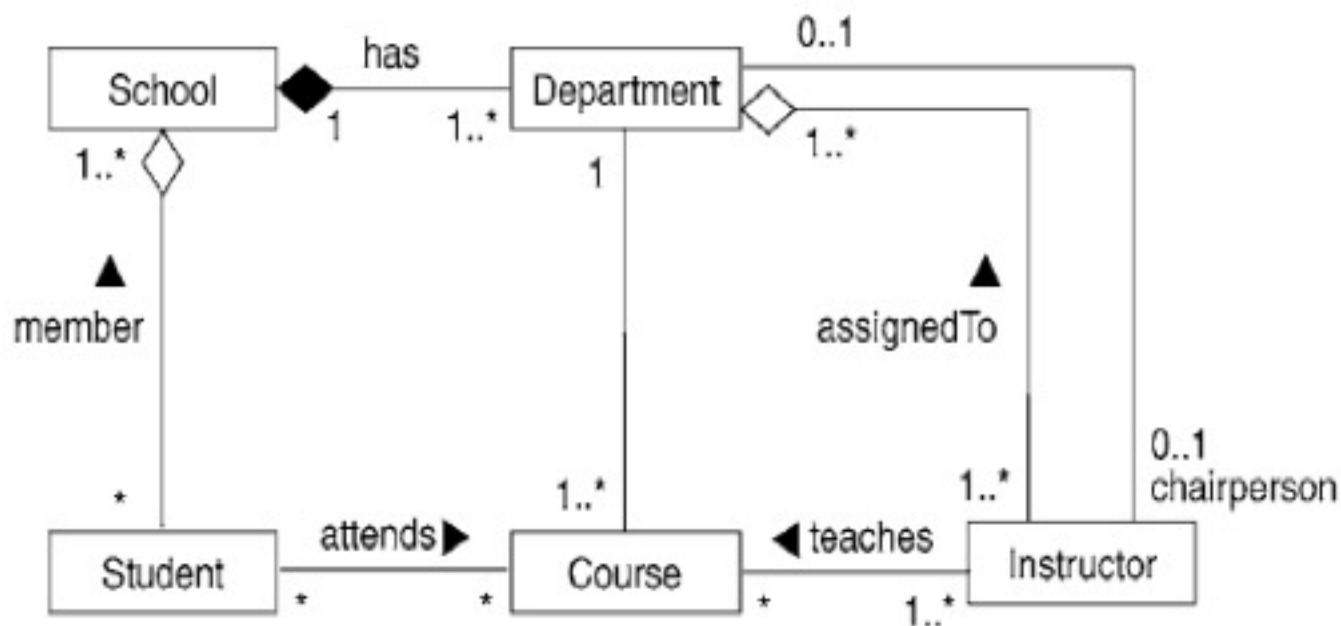 0..1
has
School
Department
1
1..*
1..*
1..*
1
member
assignedTo
0..1
chairperson
*
1..*
1..*
attends
teaches
Student
Course
Instructor
*
*
*
1..*